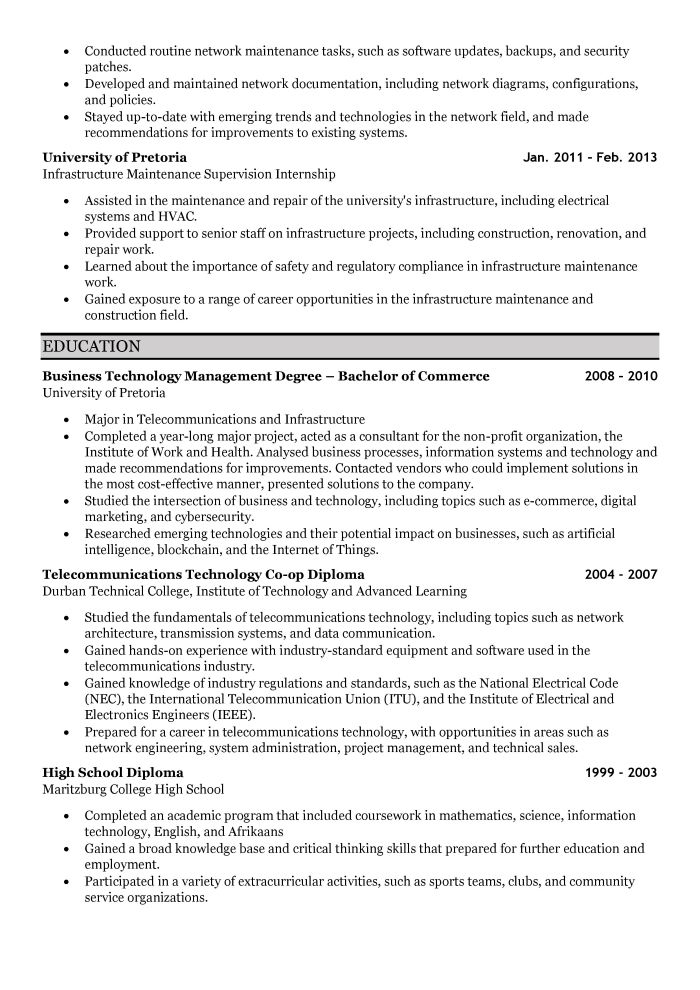 • Conducted routine network maintenance tasks, such as software updates, backups, and security
patches.
• Developed and maintained network documentation, including network diagrams, configurations,
and policies.
• Stayed up-to-date with emerging trends and technologies in the network field, and made
recommendations for improvements to existing systems.
University of Pretoria Jan. 2011 - Feb. 2013
Infrastructure Maintenance Supervision Internship
• Assisted in the maintenance and repair of the university's infrastructure, including electrical
systems and HVAC.
• Provided support to senior staff on infrastructure projects, including construction, renovation, and
repair work.
• Learned about the importance of safety and regulatory compliance in infrastructure maintenance
work.
• Gained exposure to a range of career opportunities in the infrastructure maintenance and
construction field.
EDUCATION
Business Technology Management Degree – Bachelor of Commerce 2008 - 2010
University of Pretoria
• Major in Telecommunications and Infrastructure
• Completed a year-long major project, acted as a consultant for the non-profit organization, the
Institute of Work and Health. Analysed business processes, information systems and technology and
made recommendations for improvements. Contacted vendors who could implement solutions in
the most cost-effective manner, presented solutions to the company.
• Studied the intersection of business and technology, including topics such as e-commerce, digital
marketing, and cybersecurity.
• Researched emerging technologies and their potential impact on businesses, such as artificial
intelligence, blockchain, and the Internet of Things.
Telecommunications Technology Co-op Diploma 2004 - 2007
Durban Technical College, Institute of Technology and Advanced Learning
• Studied the fundamentals of telecommunications technology, including topics such as network
architecture, transmission systems, and data communication.
• Gained hands-on experience with industry-standard equipment and software used in the
telecommunications industry.
• Gained knowledge of industry regulations and standards, such as the National Electrical Code
(NEC), the International Telecommunication Union (ITU), and the Institute of Electrical and
Electronics Engineers (IEEE).
• Prepared for a career in telecommunications technology, with opportunities in areas such as
network engineering, system administration, project management, and technical sales.
High School Diploma 1999 - 2003
Maritzburg College High School
• Completed an academic program that included coursework in mathematics, science, information
technology, English, and Afrikaans
• Gained a broad knowledge base and critical thinking skills that prepared for further education and
employment.
• Participated in a variety of extracurricular activities, such as sports teams, clubs, and community
service organizations.